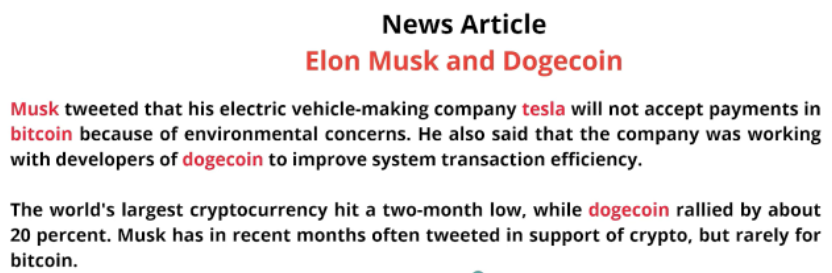 News Article
Elon Musk and Dogecoin
Musk tweeted that his electric vehicle-making company tesla will not accept payments in
bitcoin because of environmental concerns. He also said that the company was working
with developers of dogecoin to improve system transaction efficiency.
The world's largest cryptocurrency hit a two-month low, while dogecoin rallied by about
20 percent. Musk has in recent months often tweeted in support of crypto, but rarely for
bitcoin.